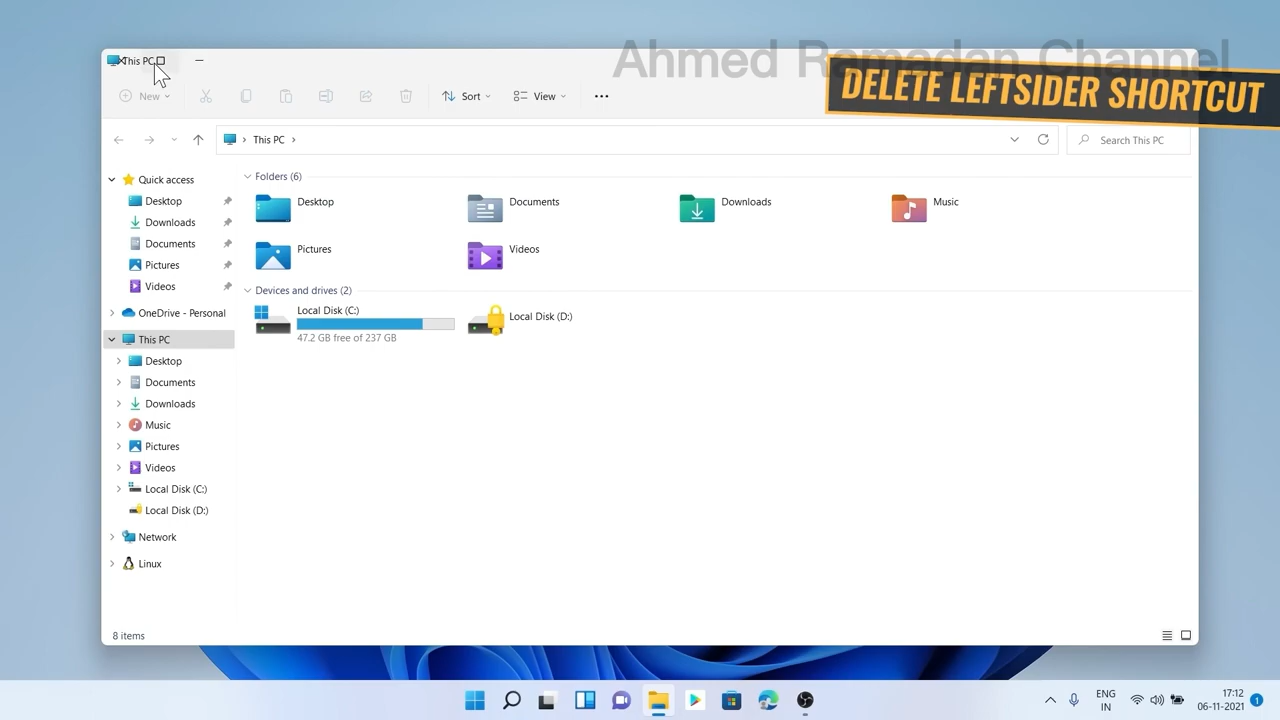 Ahmed Ramadan Channel
DELETE LEFTSIDER SHORTCUT
This PC
New
Sort
View
This PC
Search This PC
Quick access
Desktop
Downloads
Documents
Pictures
Videos
OneDrive - Personal
This PC
Desktop
Documents
Downloads
Music
Pictures
Videos
Local Disk (C:)
Local Disk (D:)
Network
Linux
Folders (6)
Desktop
Documents
Downloads
Music
Pictures
Videos
Devices and drives (2)
Local Disk (C:)
47.2 GB free of 237 GB
Local Disk (D:)
8 items
ENG
IN
17:12
06-11-2021
1